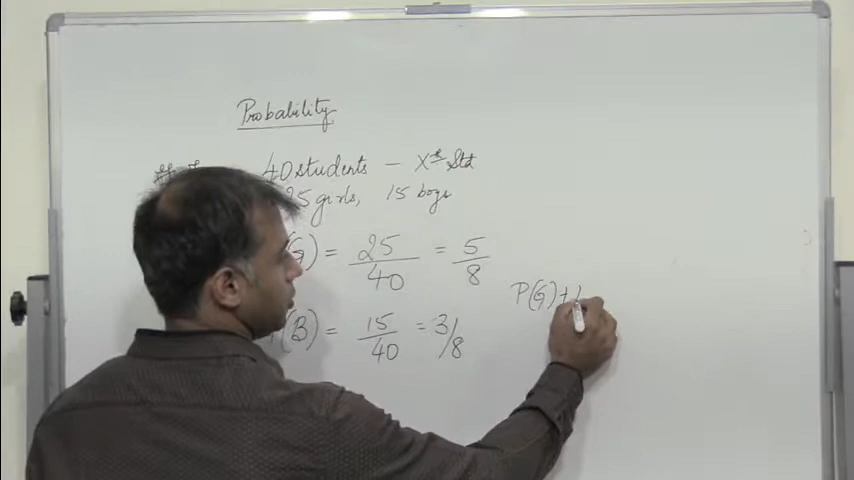 Probability
40 students - Xth Std
25 girls, 15 boys
G) = 25/40 = 5/8
(B) = 15/40 = 3/8
P(G)+